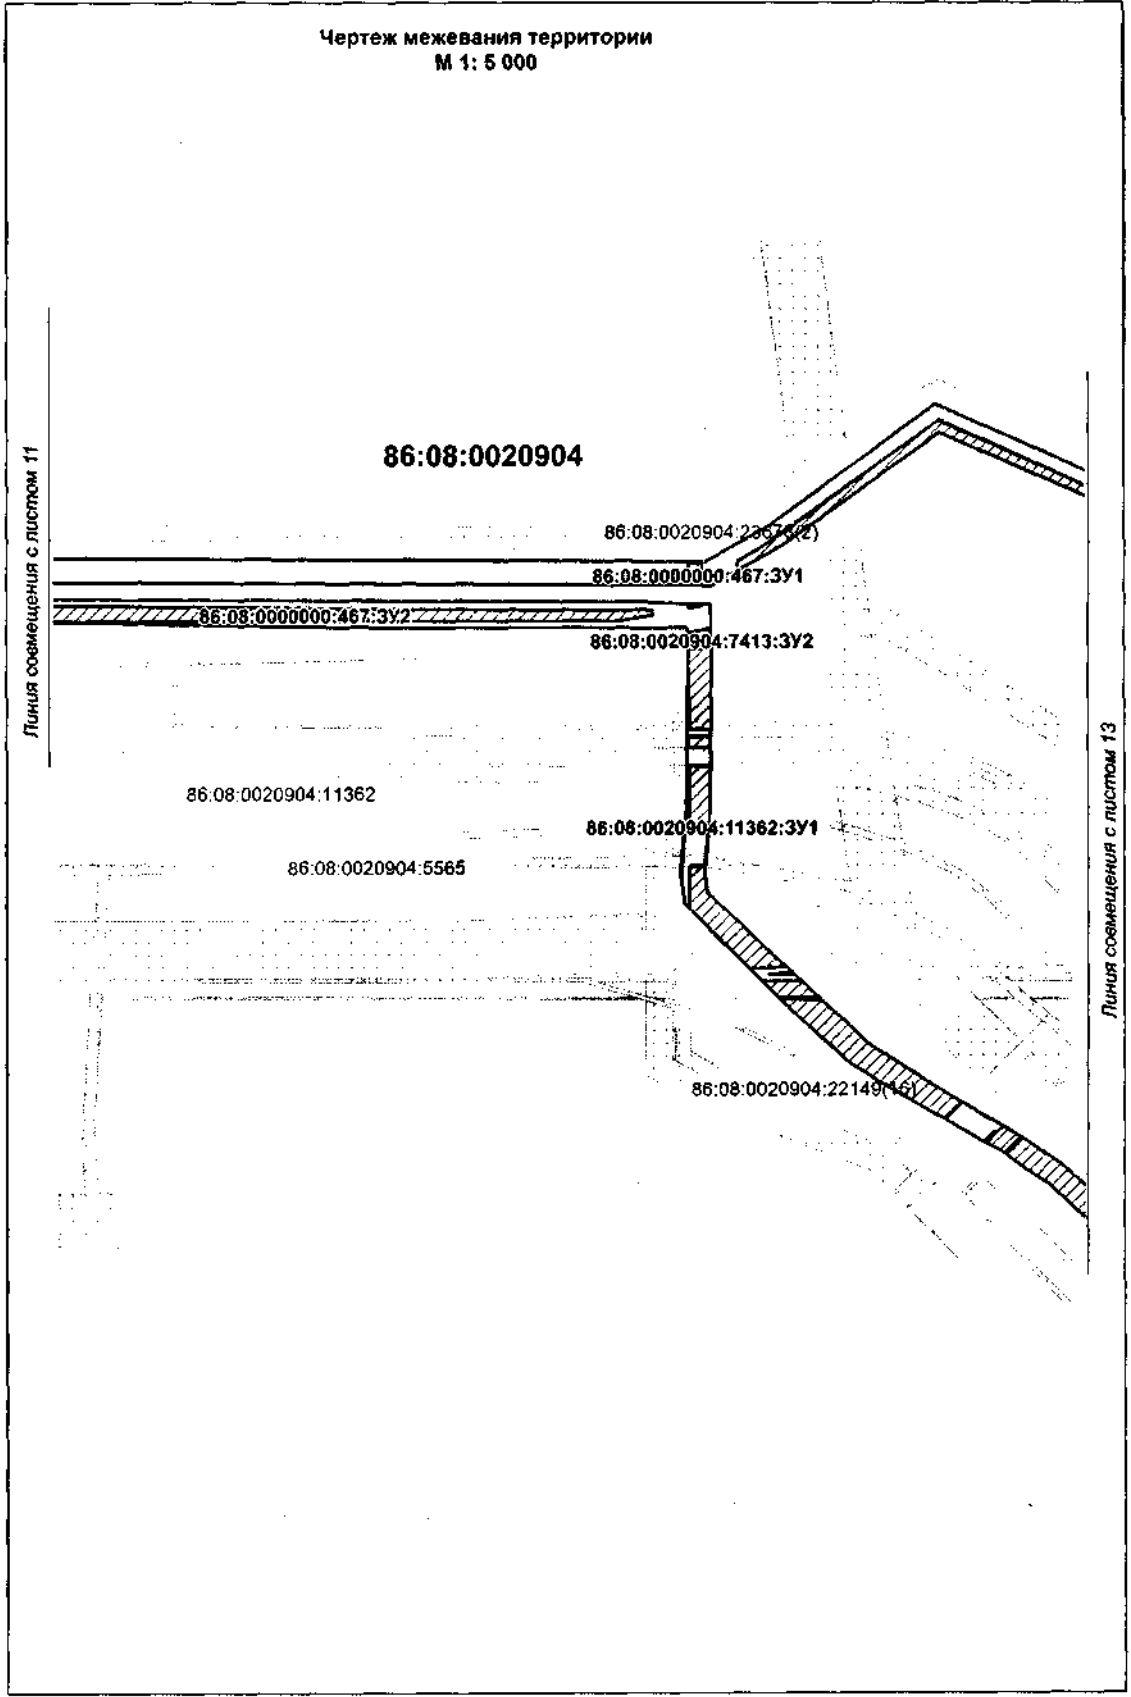 Чертеж межевания территории
М 1: 5 000
Линия совмещения с листом 11
86:08:0020904
86:08:0000000:467:ЗУ1
86:08:0000000:467:ЗУ2
86:08:0020904:7413:ЗУ2
86:08:0020904:11362
86:08:0020904:11362:ЗУ1
86:08:0020904:5565
Линия совмещения с листом 13